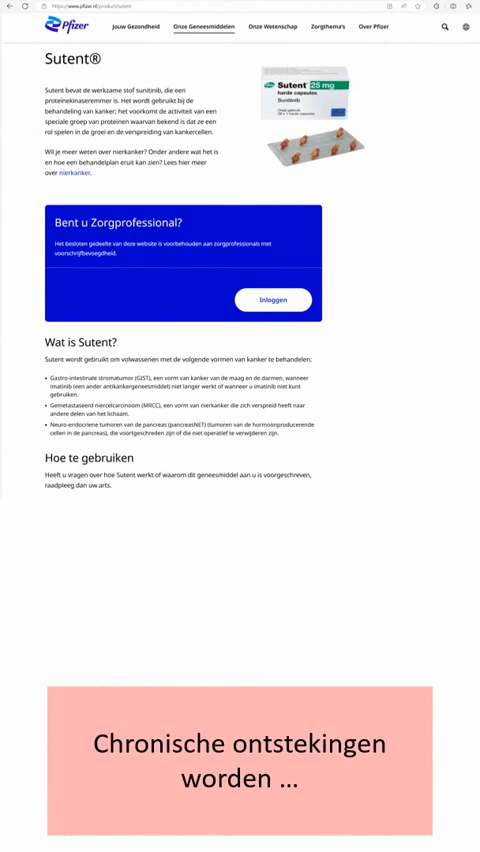 https://www.pfizer.nl/product/sutent
Pfizer
Jouw Gezondheid Onze Geneesmiddelen Onze Wetenschap Zorgthema's Over Pfizer
Sutent®
Sutent bevat de werkzame stof sunitinib, die een
proteïnekinaseremmer is. Het wordt gebruikt bij de
behandeling van kanker; het voorkomt de activiteit van een
speciale groep van proteïnen waarvan bekend is dat ze een
rol spelen in de groei en de verspreiding van kankercellen.
Wil je meer weten over nierkanker? Onder andere wat het is
en hoe een behandelplan eruit kan zien? Lees hier meer
over nierkanker.
Sutent 25 mg
harde capsules
Sunitinib
Bent u Zorgprofessional?
Het besloten gedeelte van deze website is voorbehouden aan zorgprofessionals met
voorschrijfbevoegdheid.
Inloggen
Wat is Sutent?
Sutent wordt gebruikt om volwassenen met de volgende vormen van kanker te behandelen:
• Gastro-intestinale stromatumor (GIST), een vorm van kanker van de maag en de darmen, wanneer
imatinib (een ander antikankergeneesmiddel) niet langer werkt of wanneer u imatinib niet kunt
gebruiken.
• Gemetastaseerd niercelcarcinoom (MRCC), een vorm van nierkanker die zich verspreid heeft naar
andere delen van het lichaam.
• Neuro-endocriene tumoren van de pancreas (pancreasNET) (tumoren van de hormoonproducerende
cellen in de pancreas), die voortgeschreden zijn of die niet operatief te verwijderen zijn.
Hoe te gebruiken
Heeft u vragen over hoe Sutent werkt of waarom dit geneesmiddel aan u is voorgeschreven,
raadpleeg dan uw arts.
Chronische ontstekingen
worden ...